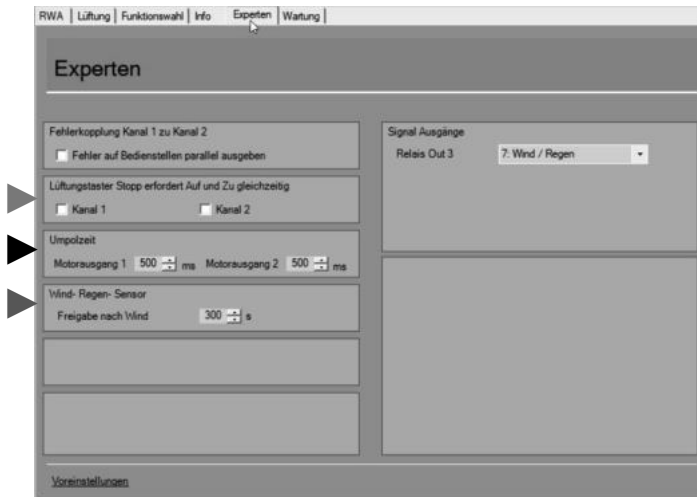 RWA Lüftung Funktionswahl Info Experten Wartung
Experten
Fehlerkopplung Kanal 1 zu Kanal 2
Fehler auf Bedienstellen parallel ausgeben
Lüftungstaster Stopp erfordert Auf und Zu gleichzeitig
Kanal 1 Kanal 2
Umpolzeit
Motorausgang 1 500 ms Motorausgang 2 500 ms
Wind- Regen- Sensor
Freigabe nach Wind 300 s
Signal Ausgänge
Relais Out 3 7: Wind / Regen
Voreinstellungen